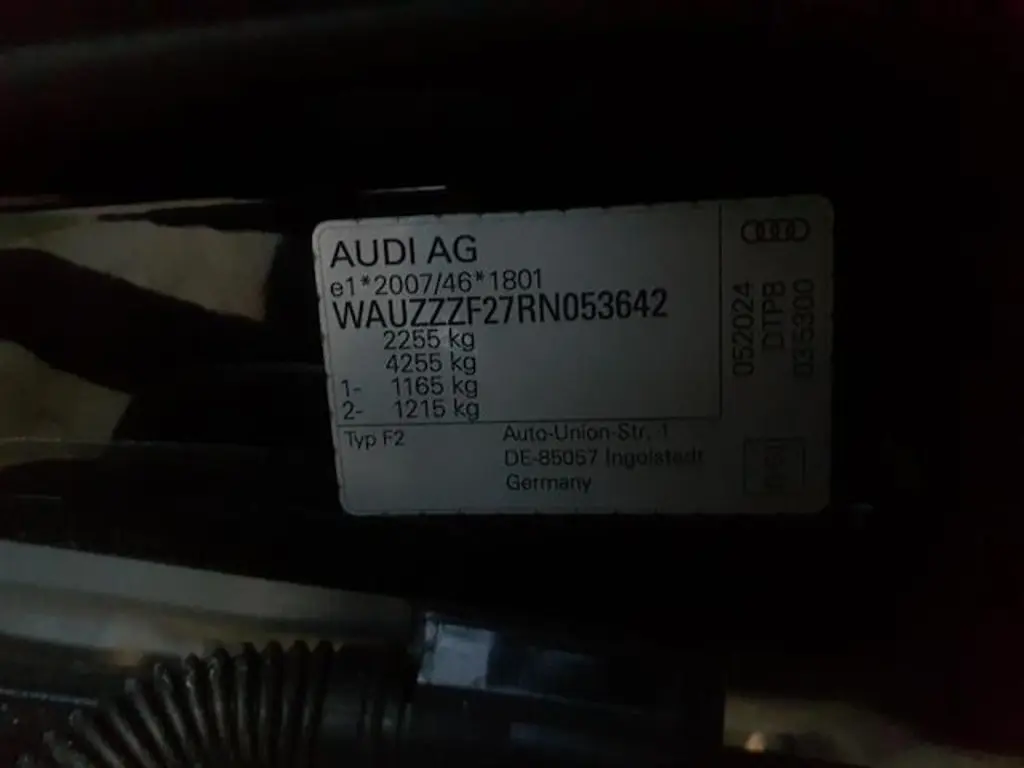 AUDI AG
e1*2007/46*1801
WAUZZZF27RN053642
2255 kg
4255 kg
1- 1165 kg
2- 1215 kg
Typ F2
Auto-Union-Str. 1
DE-85057 Ingolstadt
Germany
052024
DTPB
035300